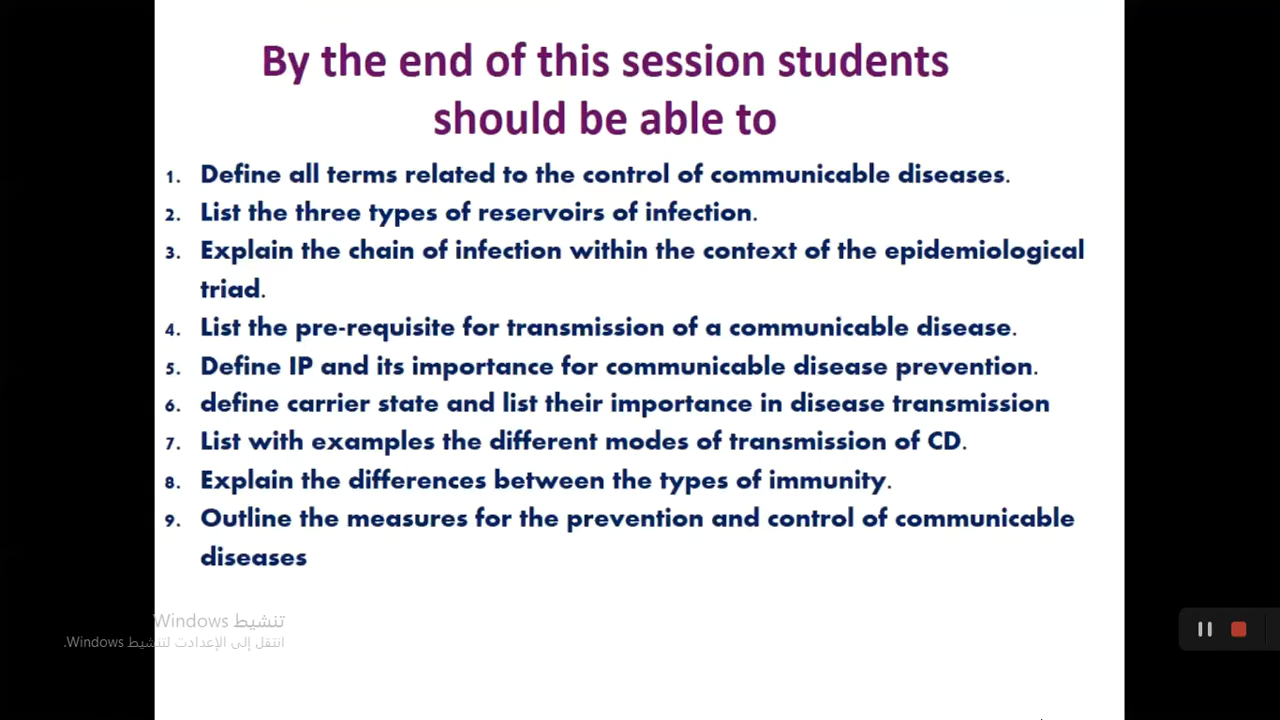 By the end of this session students
should be able to
1. Define all terms related to the control of communicable diseases.
2. List the three types of reservoirs of infection.
3. Explain the chain of infection within the context of the epidemiological
triad.
4. List the pre-requisite for transmission of a communicable disease.
5. Define IP and its importance for communicable disease prevention.
6. define carrier state and list their importance in disease transmission
7. List with examples the different modes of transmission of CD.
8. Explain the differences between the types of immunity.
9. Outline the measures for the prevention and control of communicable
diseases
تنشيط Windows
انتقل إلى الإعدادت لتنشيط Windows.